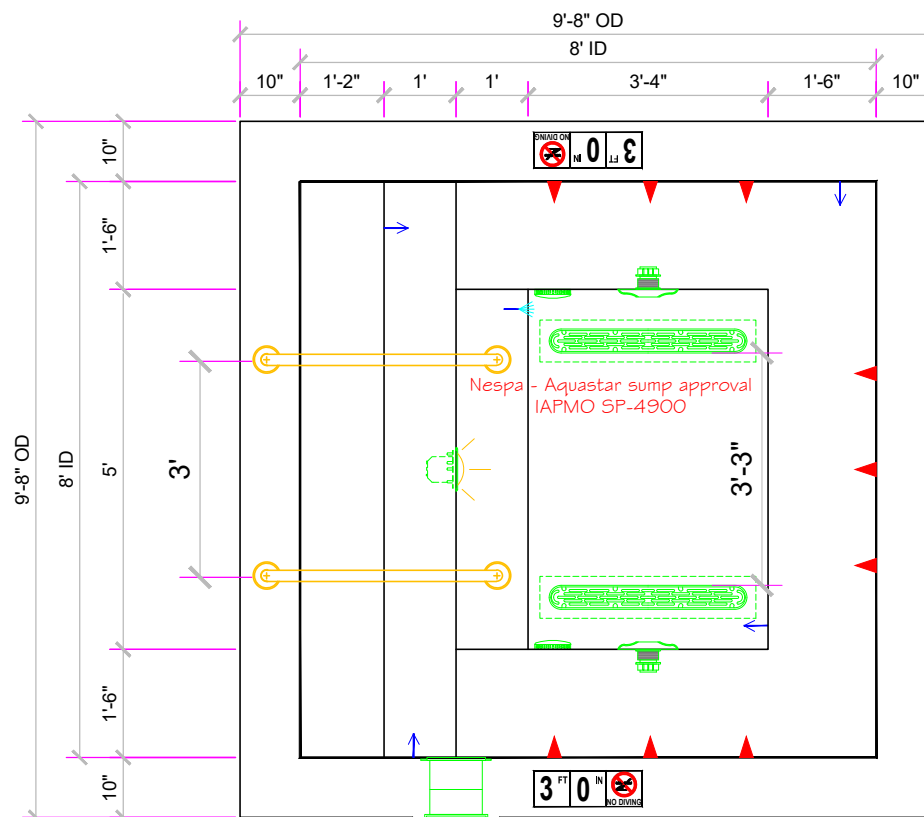 9'-8" OD
8' ID
10"
1'-2"
1'
1'
3'-4"
1'-6"
10"
NO DIVING
3 FT 0 IN
10"
1'-6"
5'
1'-6"
10"
9'-8" OD
8' ID
3'
Nespa - Aquastar sump approval
IAPMO SP-4900
3'-3"
3 FT 0 IN
NO DIVING